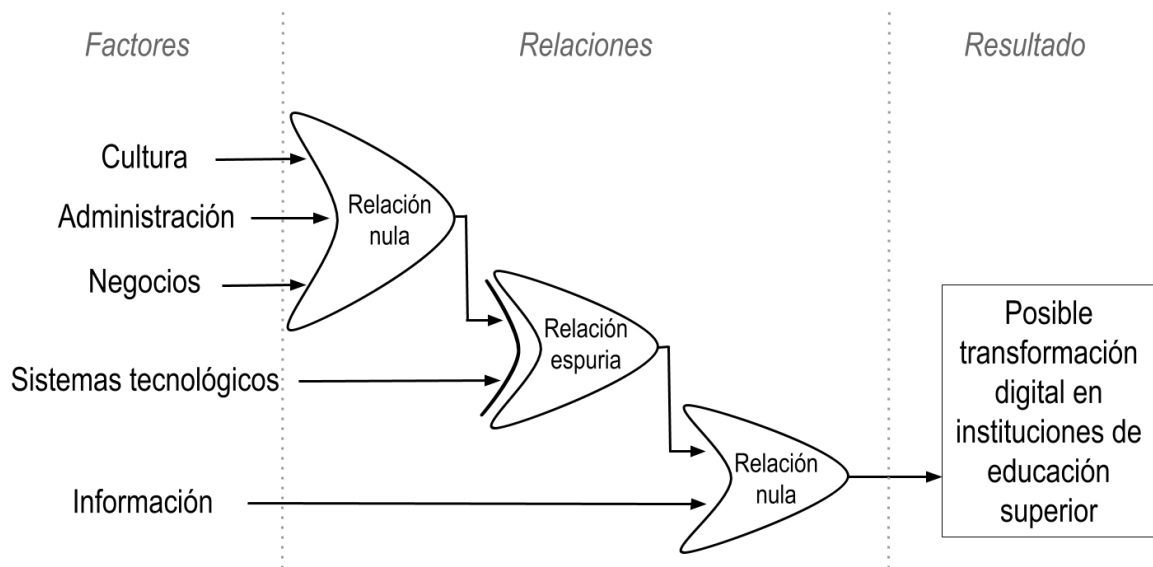 Factores
Relaciones
Resultado
Cultura
Administración
Negocios
Relación
nula
Sistemas tecnológicos
Relación
espuria
Información
Relación
nula
Posible
transformación
digital en
instituciones de
educación
superior